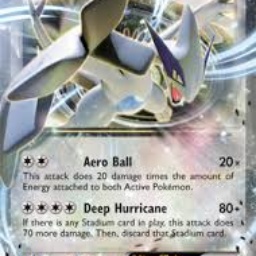 Aero Ball 20×
This attack does 20 damage times the amount of
Energy attached to both Active Pokémon.
Deep Hurricane 80+
If there is any Stadium card in play, this attack does
70 more damage. Then, discard that Stadium card.